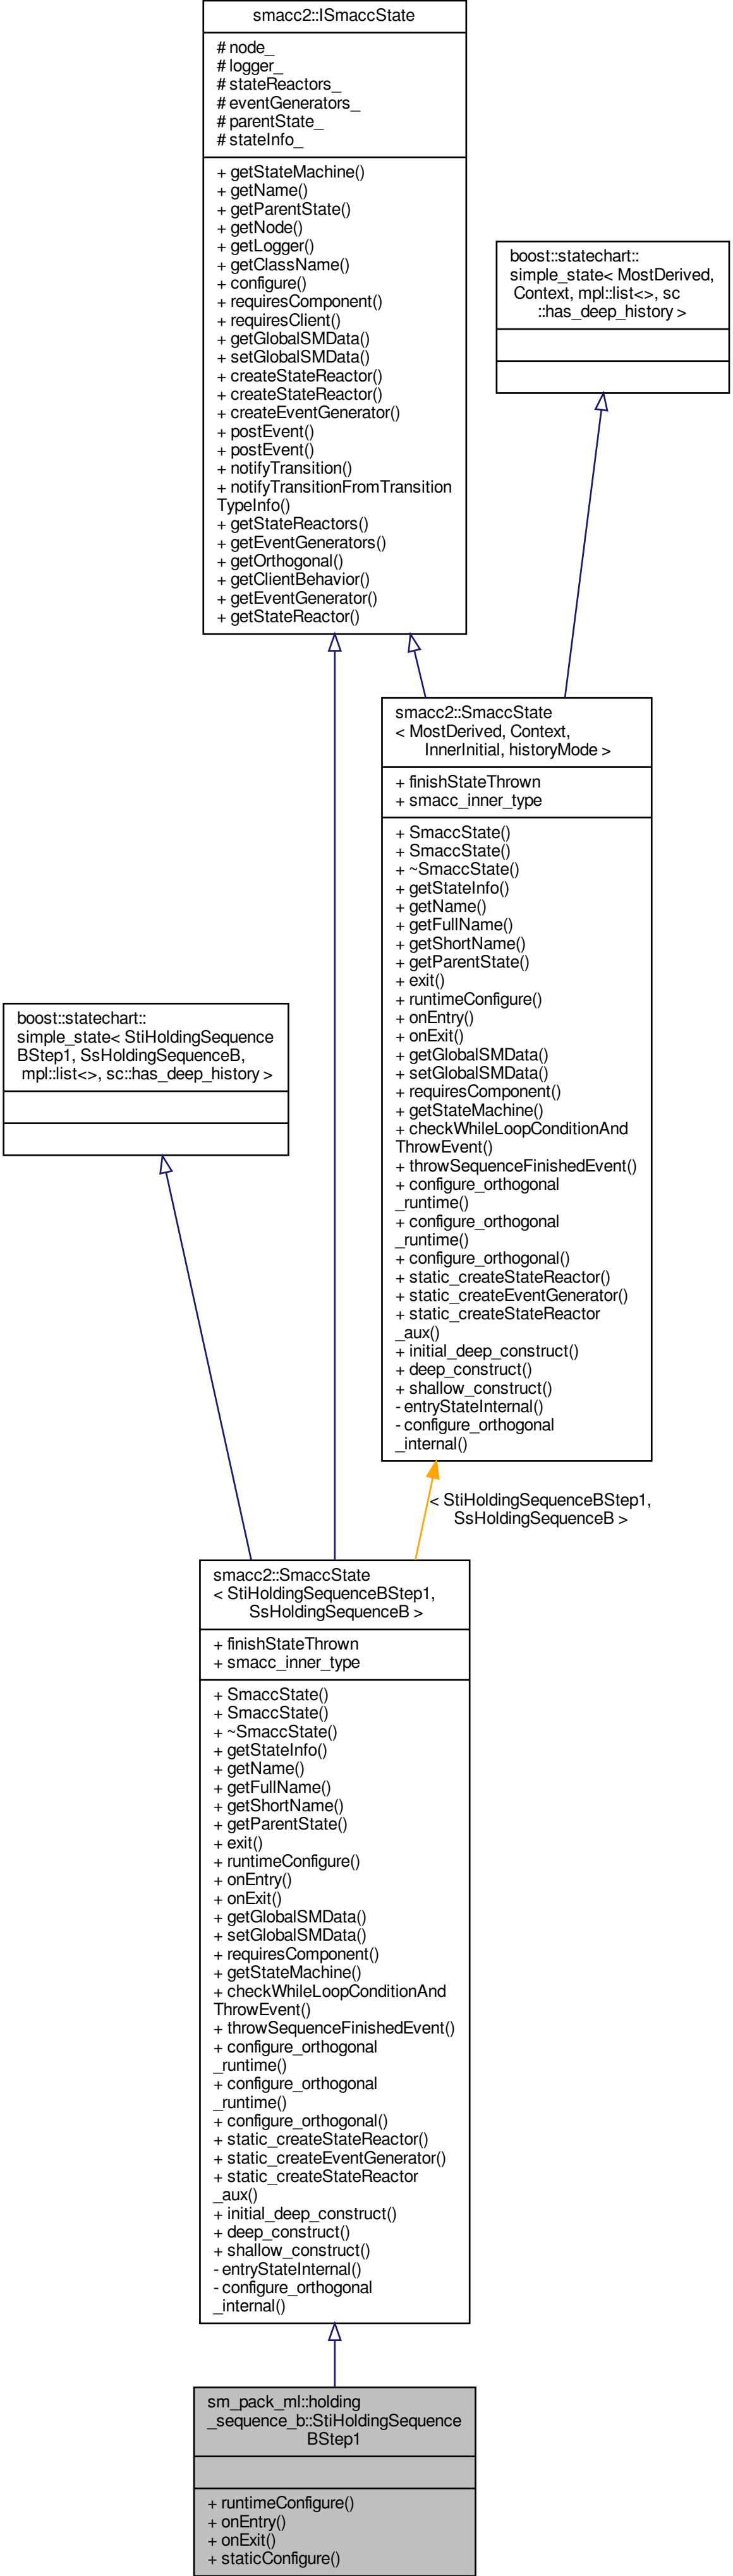 smacc2::ISmaccState
# node_
# logger_
# stateReactors_
# eventGenerators_
# parentState_
# stateInfo_
+ getStateMachine()
+ getName()
+ getParentState()
+ getNode()
+ getLogger()
+ getClassName()
+ configure()
+ requiresComponent()
+ requiresClient()
+ getGlobalSMData()
+ setGlobalSMData()
+ createStateReactor()
+ createStateReactor()
+ createEventGenerator()
+ postEvent()
+ postEvent()
+ notifyTransition()
+ notifyTransitionFromTransition
TypeInfo()
+ getStateReactors()
+ getEventGenerators()
+ getOrthogonal()
+ getClientBehavior()
+ getEventGenerator()
+ getStateReactor()
boost::statechart::
simple_state< MostDerived,
Context, mpl::list<>, sc
::has_deep_history >
smacc2::SmaccState
< MostDerived, Context,
InnerInitial, historyMode >
+ finishStateThrown
+ smacc_inner_type
+ SmaccState()
+ SmaccState()
+ ~SmaccState()
+ getStateInfo()
+ getName()
+ getFullName()
+ getShortName()
+ getParentState()
+ exit()
+ runtimeConfigure()
+ onEntry()
+ onExit()
+ getGlobalSMData()
+ setGlobalSMData()
+ requiresComponent()
+ getStateMachine()
+ checkWhileLoopConditionAnd
ThrowEvent()
+ throwSequenceFinishedEvent()
+ configure_orthogonal
_runtime()
+ configure_orthogonal
_runtime()
+ configure_orthogonal()
+ static_createStateReactor()
+ static_createEventGenerator()
+ static_createStateReactor
_aux()
+ initial_deep_construct()
+ deep_construct()
+ shallow_construct()
- entryStateInternal()
- configure_orthogonal
_internal()
boost::statechart::
simple_state< StiHoldingSequence
BStep1, SsHoldingSequenceB,
mpl::list<>, sc::has_deep_history >
< StiHoldingSequenceBStep1,
SsHoldingSequenceB >
smacc2::SmaccState
< StiHoldingSequenceBStep1,
SsHoldingSequenceB >
+ finishStateThrown
+ smacc_inner_type
+ SmaccState()
+ SmaccState()
+ ~SmaccState()
+ getStateInfo()
+ getName()
+ getFullName()
+ getShortName()
+ getParentState()
+ exit()
+ runtimeConfigure()
+ onEntry()
+ onExit()
+ getGlobalSMData()
+ setGlobalSMData()
+ requiresComponent()
+ getStateMachine()
+ checkWhileLoopConditionAnd
ThrowEvent()
+ throwSequenceFinishedEvent()
+ configure_orthogonal
_runtime()
+ configure_orthogonal
_runtime()
+ configure_orthogonal()
+ static_createStateReactor()
+ static_createEventGenerator()
+ static_createStateReactor
_aux()
+ initial_deep_construct()
+ deep_construct()
+ shallow_construct()
- entryStateInternal()
- configure_orthogonal
_internal()
sm_pack_ml::holding
_sequence_b::StiHoldingSequence
BStep1
+ runtimeConfigure()
+ onEntry()
+ onExit()
+ staticConfigure()